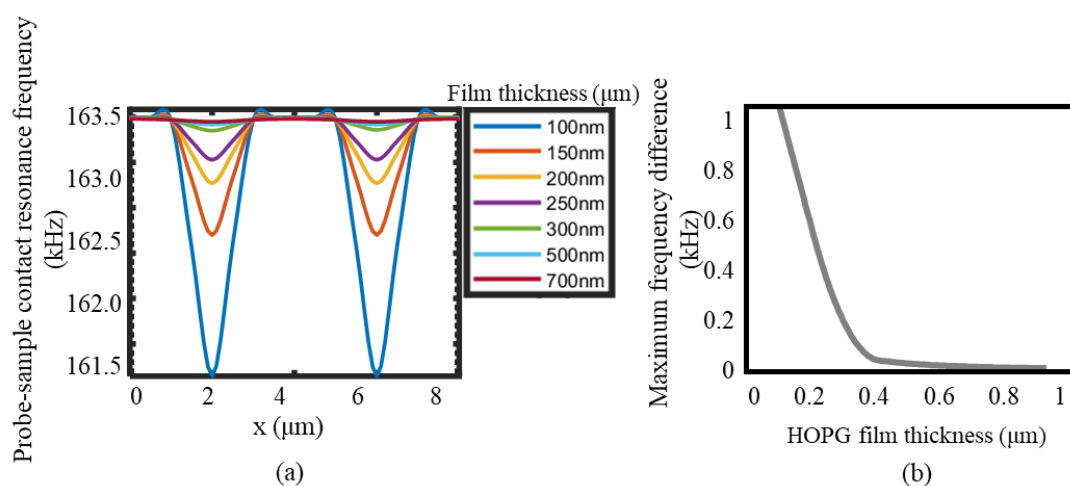 Probe-sample contact resonance frequency
(kHz)
163.5
163.0
162.5
162.0
161.5
0
2
4
6
8
x (μm)
(a)
Film thickness (μm)
100nm
150nm
200nm
250nm
300nm
500nm
700nm
Maximum frequency difference
(kHz)
1
0.8
0.6
0.4
0.2
0
0
0.2
0.4
0.6
0.8
1
HOPG film thickness (μm)
(b)